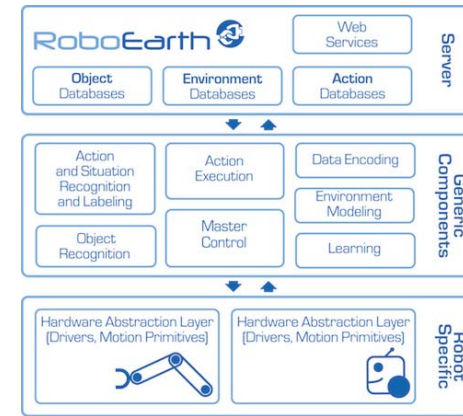 RoboEarth
Web
Services
Object
Databases
Environment
Databases
Action
Databases
Server
Action
and Situation
Recognition
and Labeling
Action
Execution
Data Encoding
Environment
Modeling
Object
Recognition
Master
Control
Learning
Generic
Components
Hardware Abstraction Layer
(Drivers, Motion Primitives)
Hardware Abstraction Layer
(Drivers, Motion Primitives)
Robot
Specific